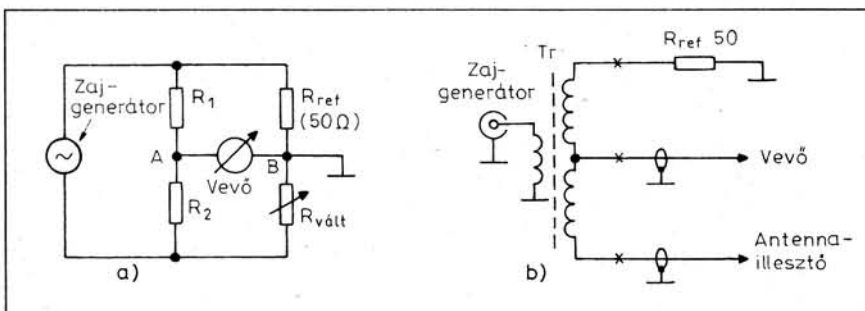 Zaj-
generátor
R1
Rref
(50Ω)
A
B
Vevő
R2
Rvált
a)
Zaj-
generátor
Tr
Rref 50
Vevő
Antenna-
illesztő
b)